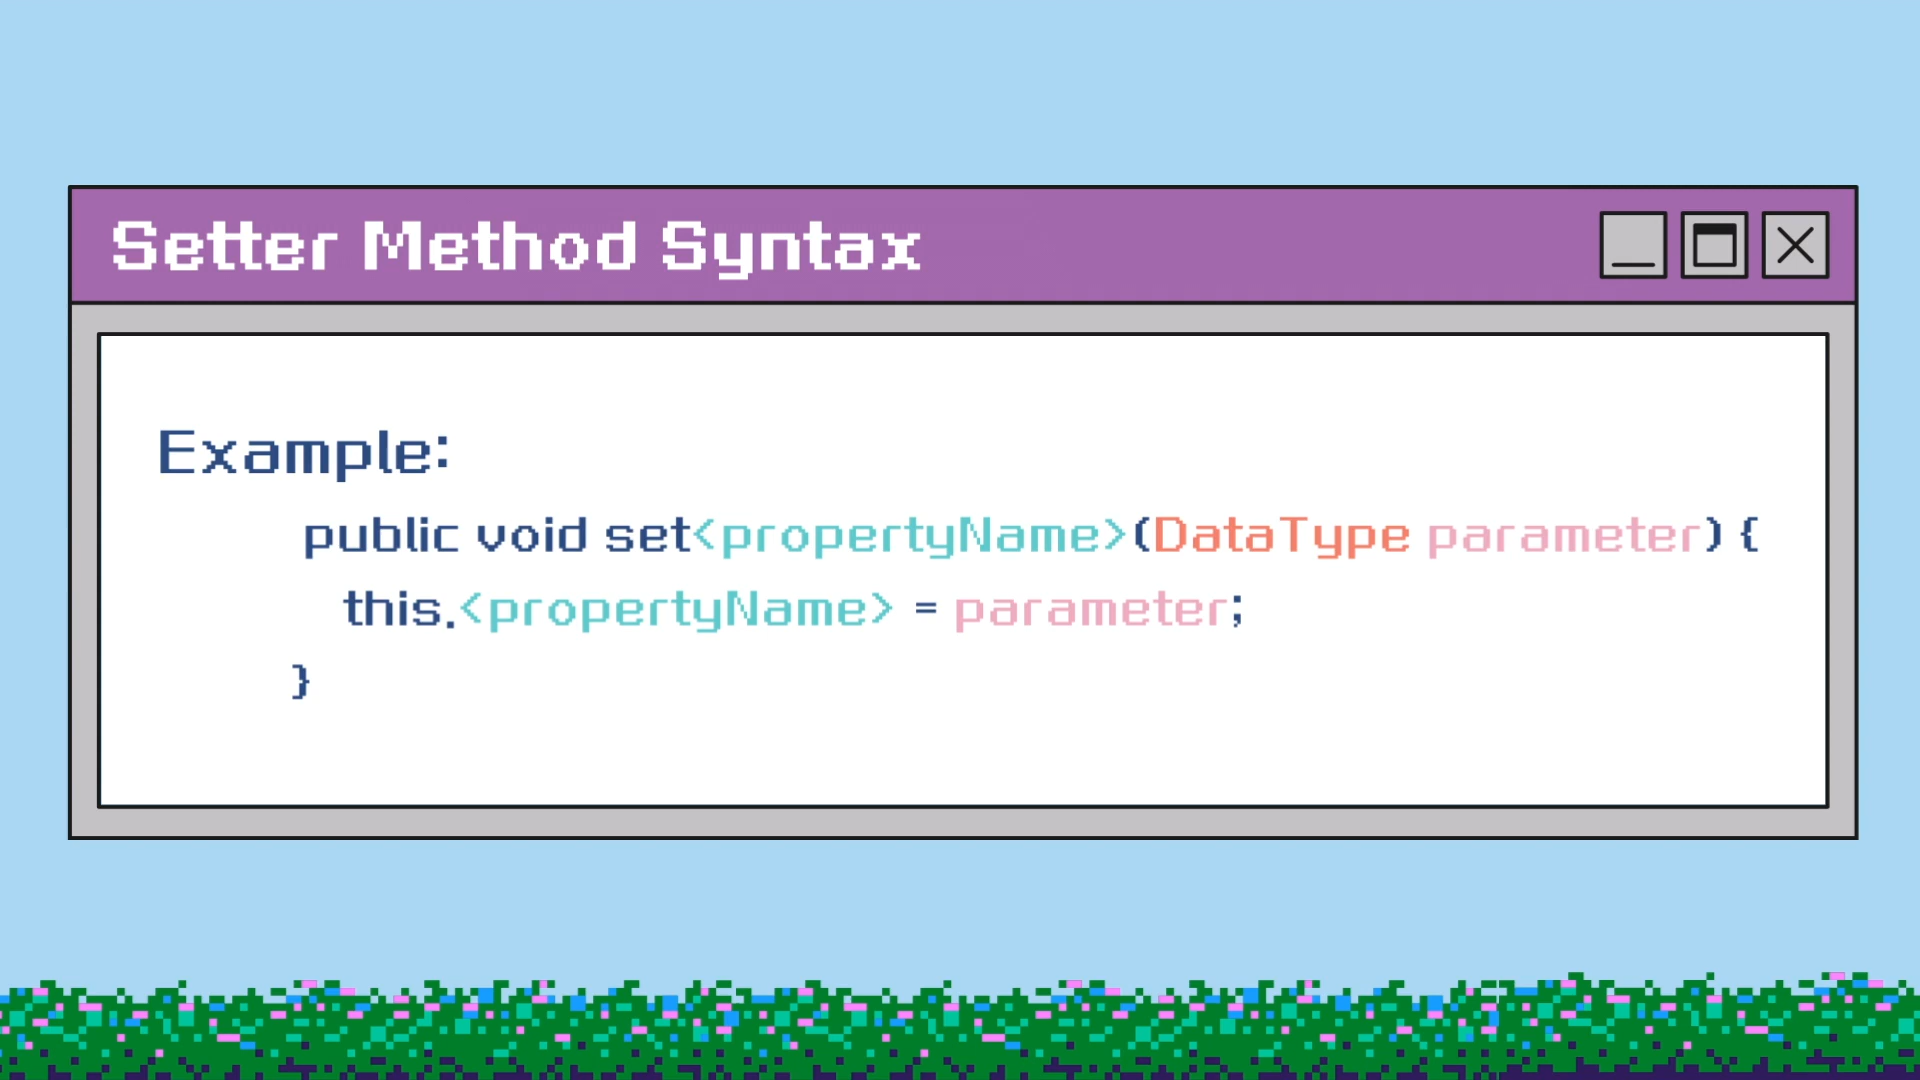 Setter Method Syntax
Example:
public void set<propertyName>(DataType parameter) {
this.<propertyName> = parameter;
}